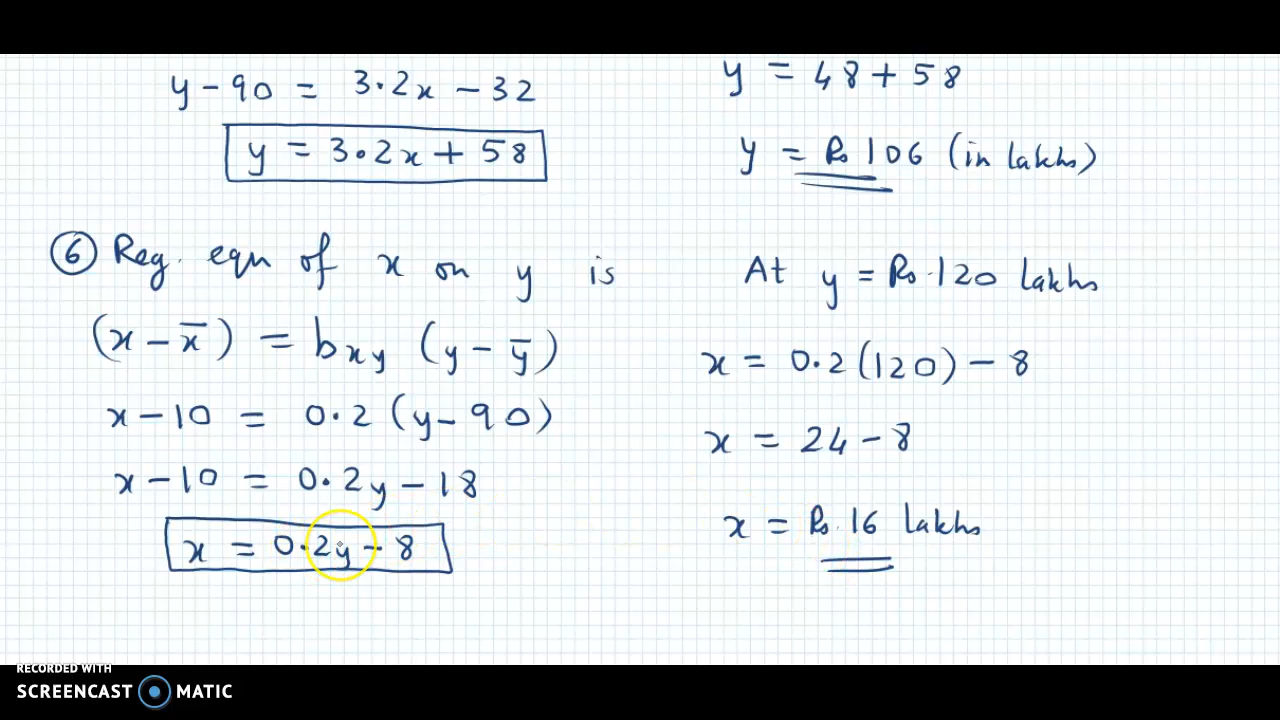 y - 90 = 3.2x - 32
y = 3.2x + 58
y = 48 + 58
y = Rs 106 (in lakhs)
⑥ Reg. eqn of x on y is
(x - x̄) = bxy (y - ȳ)
x - 10 = 0.2 (y - 90)
x - 10 = 0.2y - 18
x = 0.2y - 8
At y = Rs. 120 lakhs
x = 0.2(120) - 8
x = 24 - 8
x = Rs. 16 lakhs
RECORDED WITH
SCREENCAST MATIC